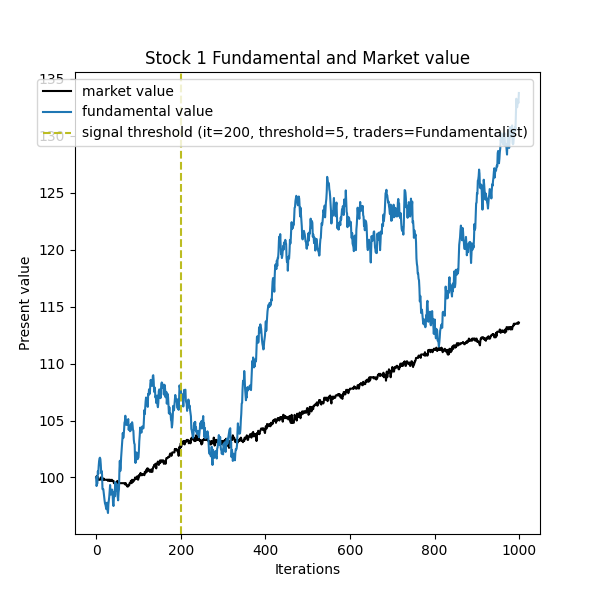 Stock 1 Fundamental and Market value
135
market value
fundamental value
signal threshold (it=200, threshold=5, traders=Fundamentalist)
130
125
120
115
110
105
100
Present value
0 200 400 600 800 1000
Iterations